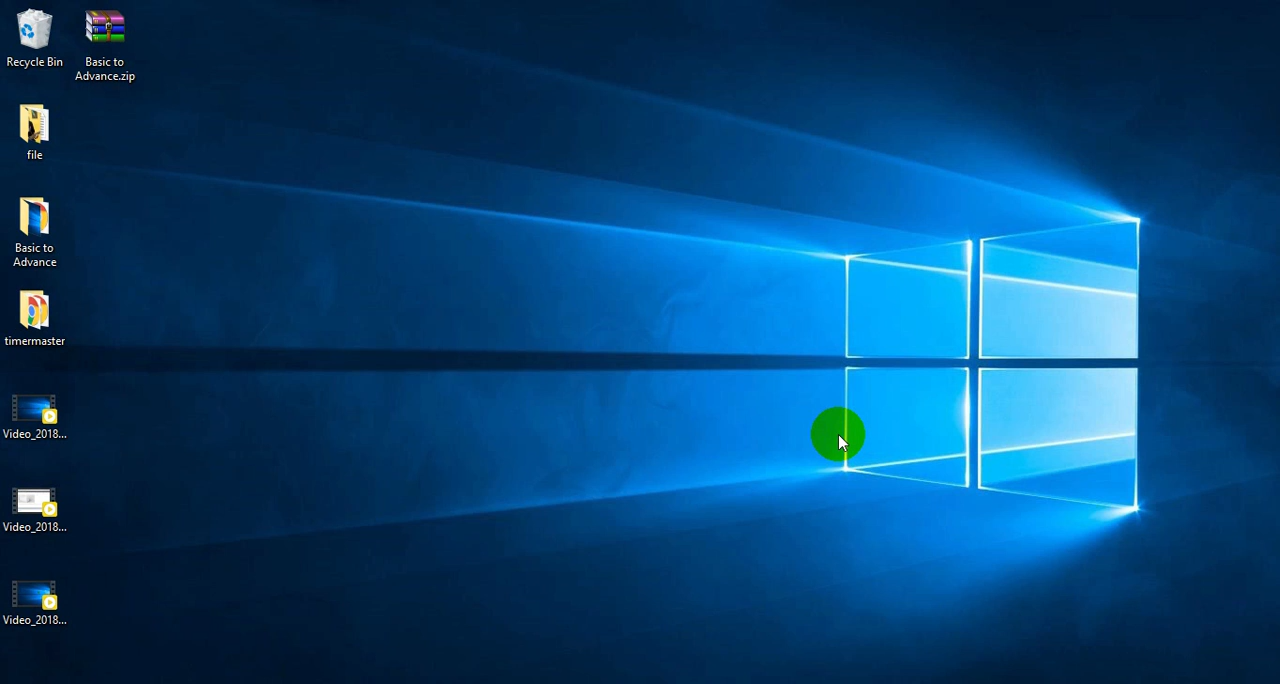 Recycle Bin
Basic to
Advance.zip
file
Basic to
Advance
timermaster
Video_2018...
Video_2018...
Video_2018...